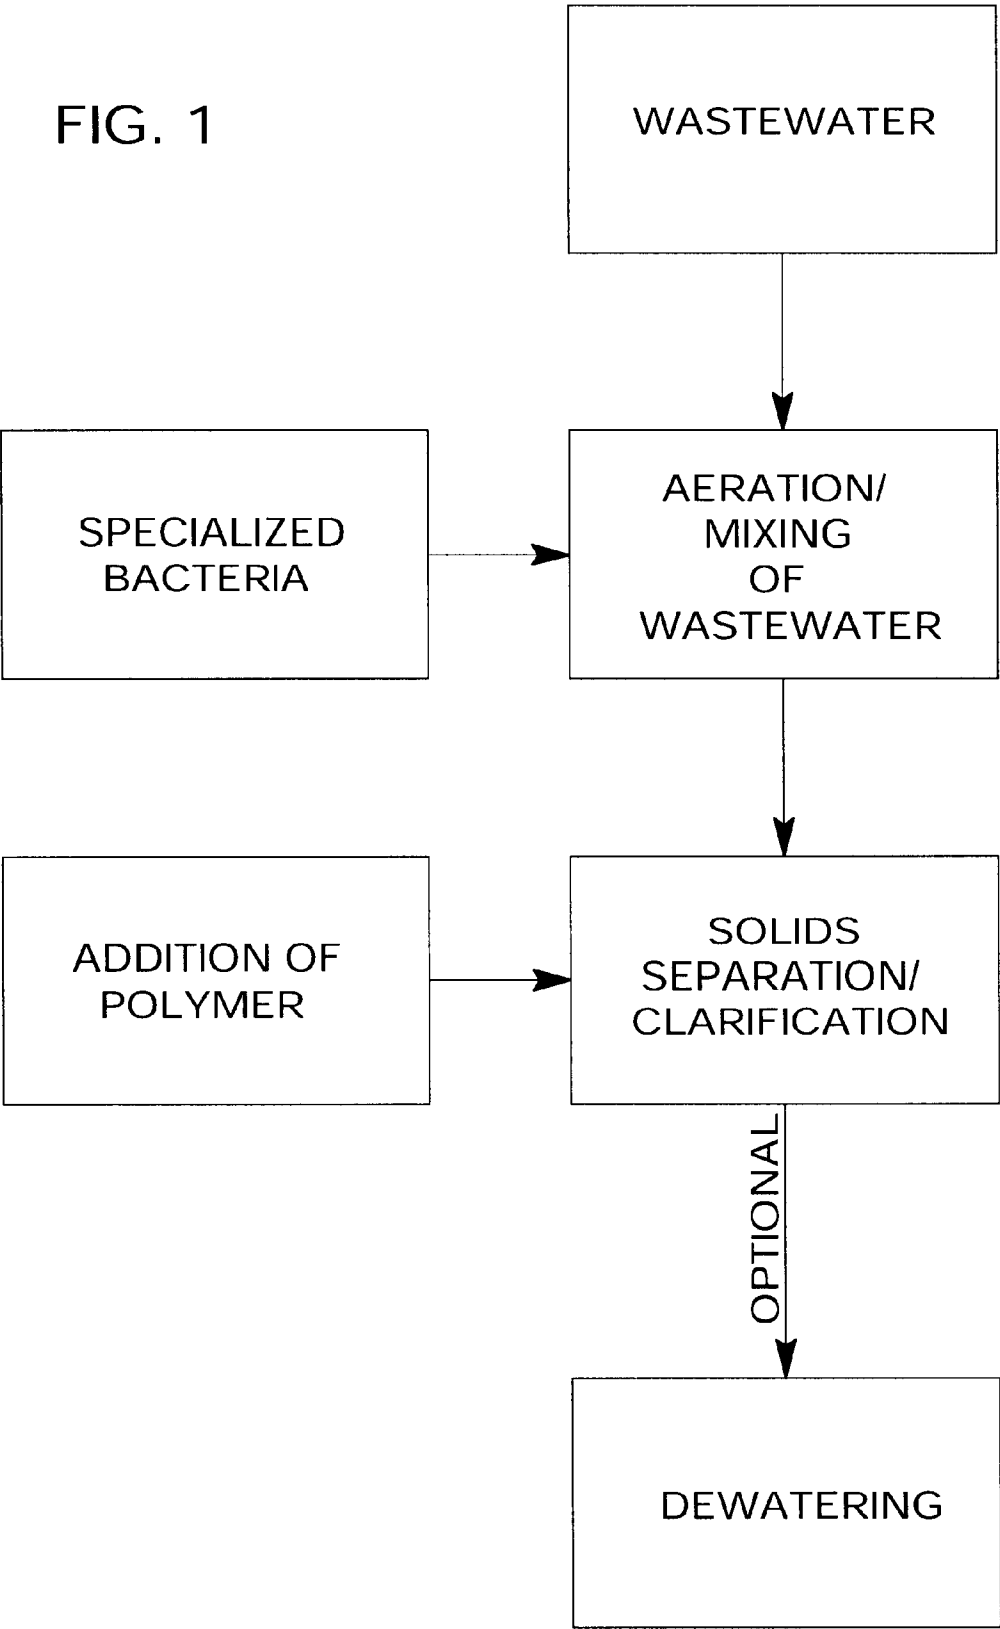 FIG. 1
WASTEWATER
SPECIALIZED
BACTERIA
AERATION/
MIXING
OF
WASTEWATER
ADDITION OF
POLYMER
SOLIDS
SEPARATION/
CLARIFICATION
OPTIONAL
DEWATERING